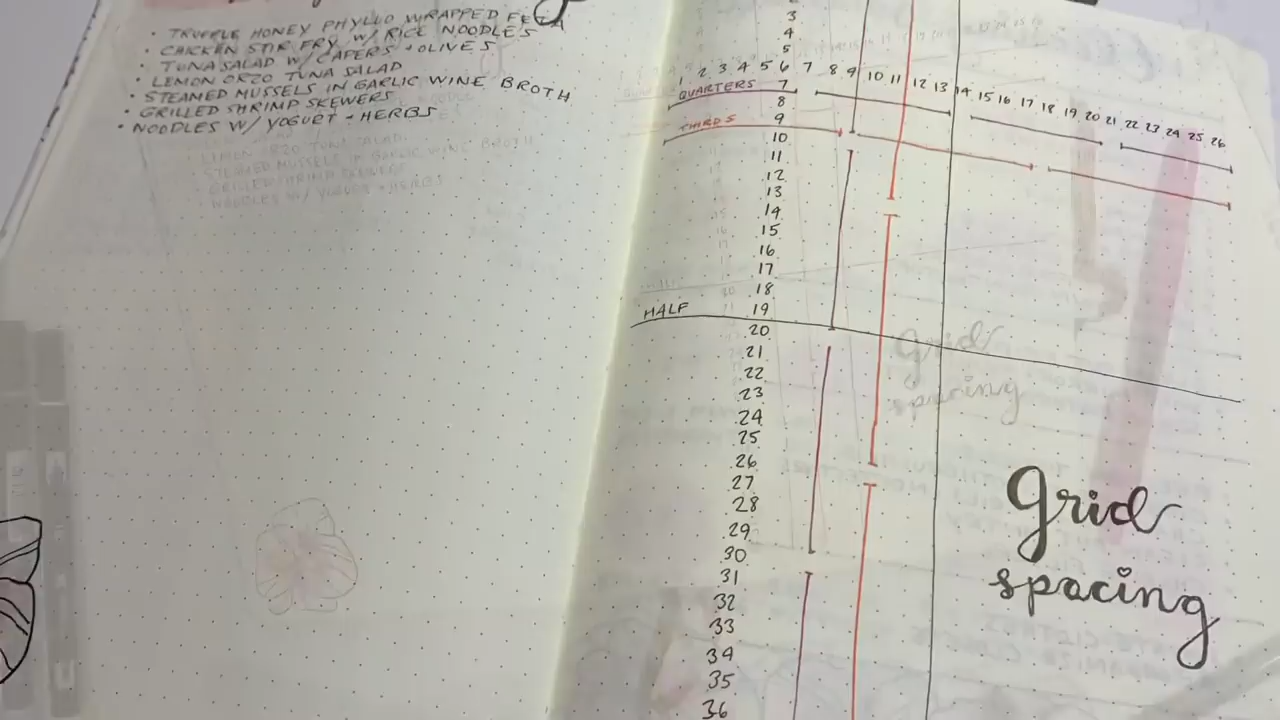 • TRUFFLE HONEY PHYLLO WRAPPED FETA
• CHICKEN STIR FRY W/ RICE NOODLES
• TUNA SALAD W/ CAPERS + OLIVES
• LEMON ORZO TUNA SALAD
• STEAMED MUSSELS IN GARLIC WINE BROTH
• GRILLED SHRIMP SKEWERS
• NOODLES W/ YOGURT + HERBS
3
4
5
1 2 3 4 5 6 7 8 9 10 11 12 13 14 15 16 17 18 19 20 21 22 23 24 25 26
QUARTERS 7
8
THIRDS 9
10
11
12
13
14
15
16
17
18
HALF 19
20
21
22
23
24
25
26
27
28
29
30
31
32
33
34
35
36
Grid
spacing